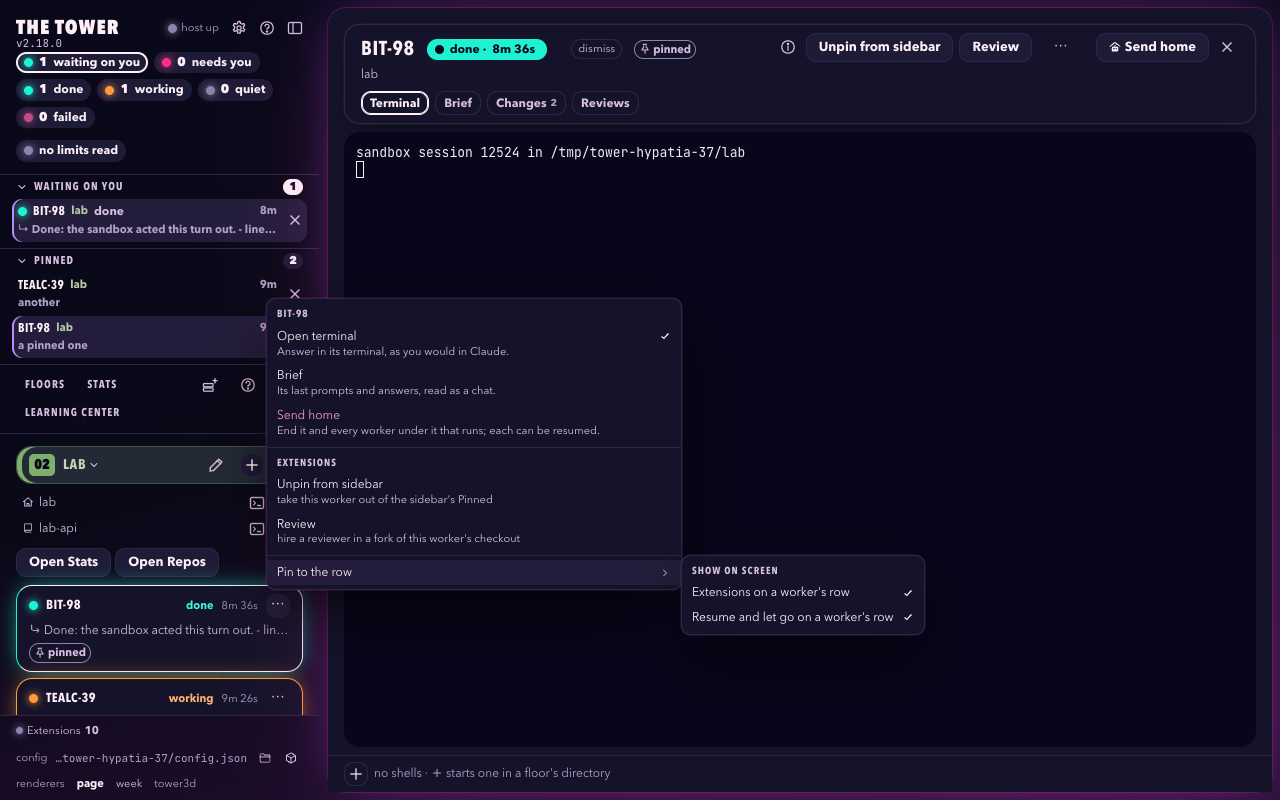 THE TOWER
host up
v2.18.0
1 waiting on you
0 needs you
1 done
1 working
0 quiet
0 failed
no limits read
WAITING ON YOU
1
BIT-98 lab done
8m
↳ Done: the sandbox acted this turn out. - line…
PINNED
2
TEALC-39 lab
9m
another
BIT-98 lab
a pinned one
FLOORS
STATS
LEARNING CENTER
02 LAB
lab
lab-api
Open Stats
Open Repos
BIT-98
done 8m 36s ···
↳ Done: the sandbox acted this turn out. - lin…
pinned
TEALC-39
working 9m 26s ···
Extensions 10
config …tower-hypatia-37/config.json
renderers page week tower3d
BIT-98
done · 8m 36s
dismiss
pinned
Unpin from sidebar
Review
···
Send home
lab
Terminal
Brief
Changes 2
Reviews
sandbox session 12524 in /tmp/tower-hypatia-37/lab
BIT-98
Open terminal
Answer in its terminal, as you would in Claude.
Brief
Its last prompts and answers, read as a chat.
Send home
End it and every worker under it that runs; each can be resumed.
EXTENSIONS
Unpin from sidebar
take this worker out of the sidebar's Pinned
Review
hire a reviewer in a fork of this worker's checkout
Pin to the row
SHOW ON SCREEN
Extensions on a worker's row
Resume and let go on a worker's row
no shells · + starts one in a floor's directory